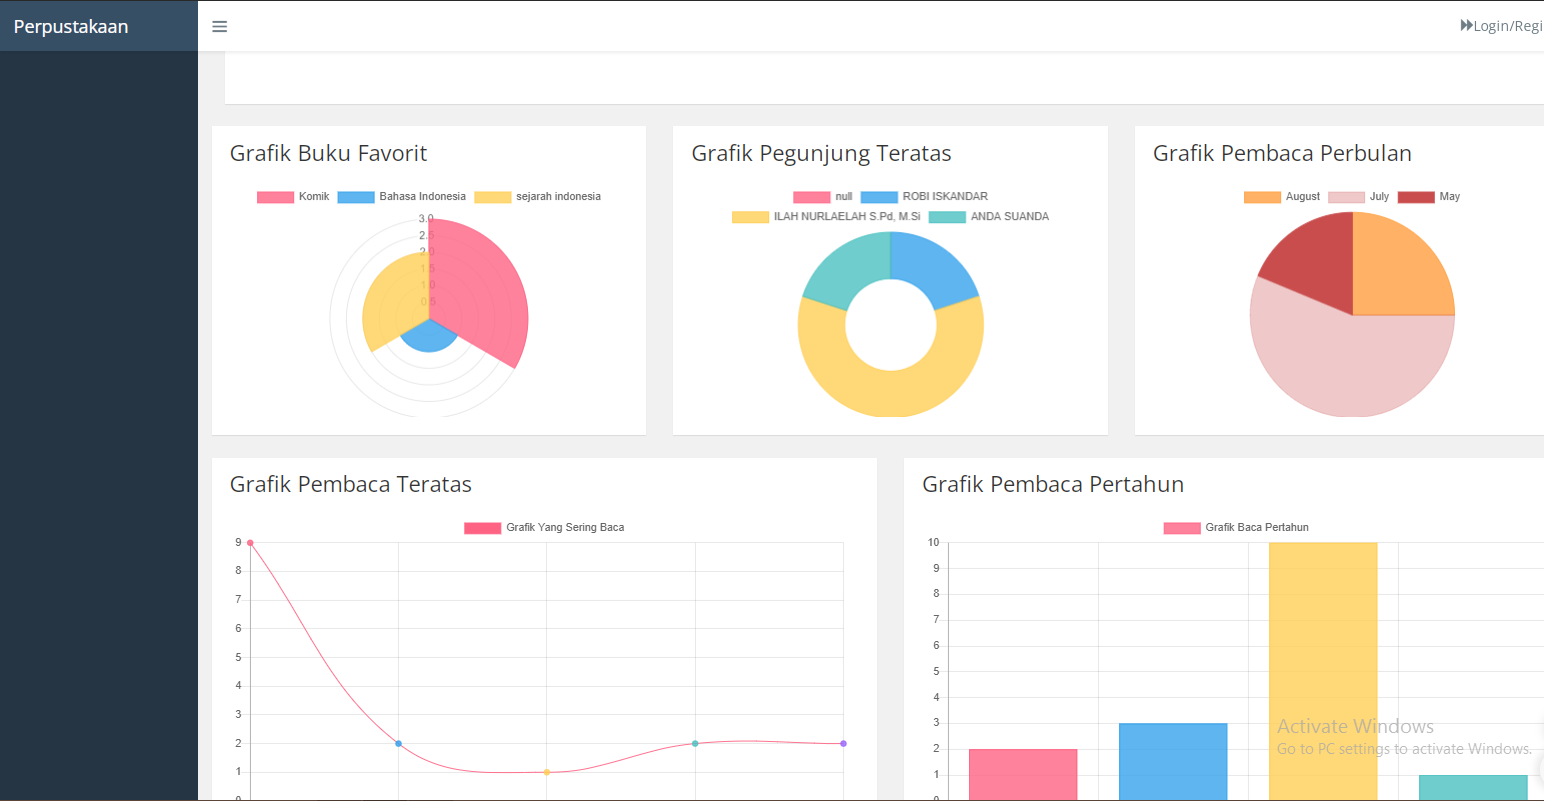 Perpustakaan
Login/Regi
Grafik Buku Favorit
Komik Bahasa Indonesia sejarah indonesia
3.0
2.5
2.0
1.5
1.0
0.5
Grafik Pegunjung Teratas
null ROBI ISKANDAR
ILAH NURLAELAH S.Pd, M.Si ANDA SUANDA
Grafik Pembaca Perbulan
August July May
Grafik Pembaca Teratas
Grafik Yang Sering Baca
9
8
7
6
5
4
3
2
1
0
Grafik Pembaca Pertahun
Grafik Baca Pertahun
10
9
8
7
6
5
4
3
2
1
0
Activate Windows
Go to PC settings to activate Windows.